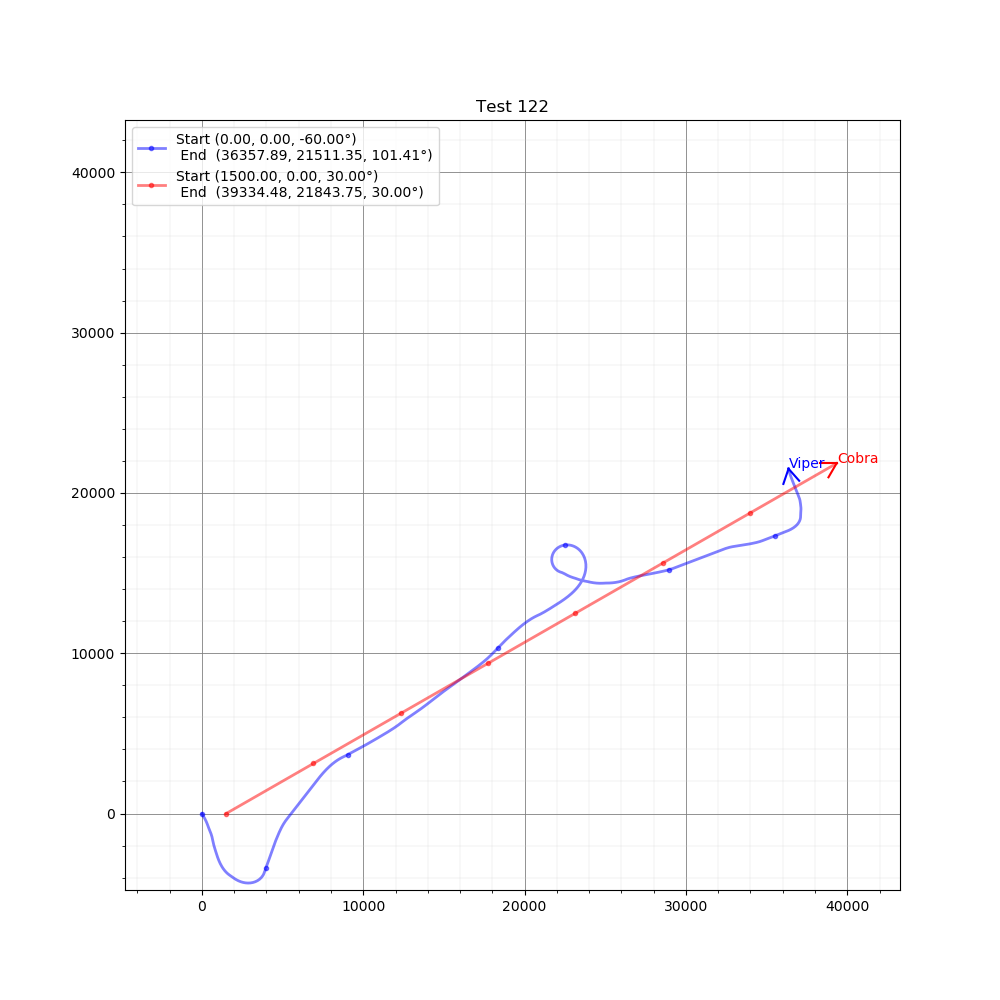 Test 122
Start (0.00, 0.00, -60.00°)
End (36357.89, 21511.35, 101.41°)
Start (1500.00, 0.00, 30.00°)
End (39334.48, 21843.75, 30.00°)
40000
30000
20000
10000
0
Viper
Cobra
0
10000
20000
30000
40000